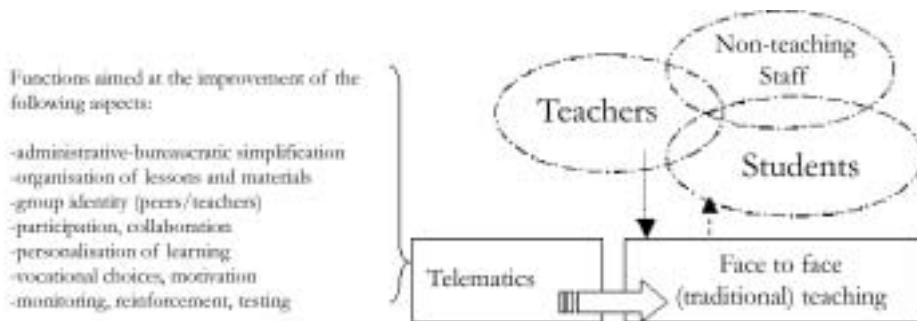 Functions aimed at the improvement of the
following aspects:
-administrative-bureaucratic simplification
-organisation of lessons and materials
-group identity (peers/teachers)
-participation, collaboration
-personalisation of learning
-vocational choices, motivation
-monitoring, reinforcement, testing
Non-teaching
Staff
Teachers
Students
Telematics
Face to face
(traditional) teaching